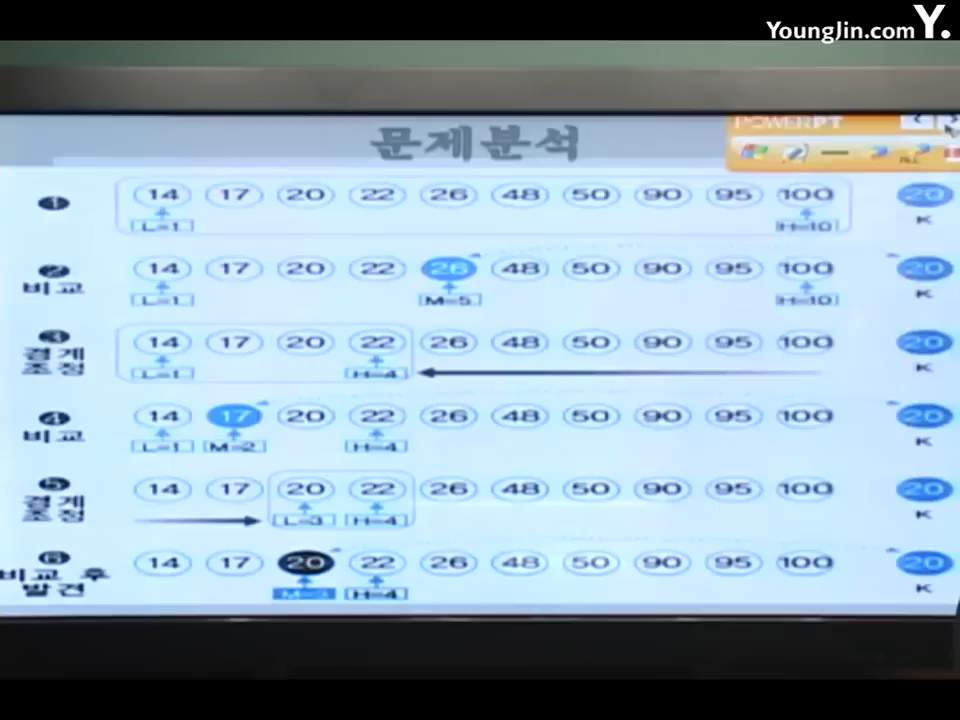 YoungJin.com Y.
문제분석
POWERPT
❶ 14 17 20 22 26 48 50 90 95 100 20
L=1 H=10 K
❷ 14 17 20 22 26 48 50 90 95 100 20
비교 L=1 M=5 H=10 K
❸ 14 17 20 22 26 48 50 90 95 100 20
경계
조정 L=1 H=4 K
❹ 14 17 20 22 26 48 50 90 95 100 20
비교 L=1 M=2 H=4 K
❺ 14 17 20 22 26 48 50 90 95 100 20
경계
조정 L=3 H=4 K
❻ 14 17 20 22 26 48 50 90 95 100 20
비교 후
발견 M=3 H=4 K